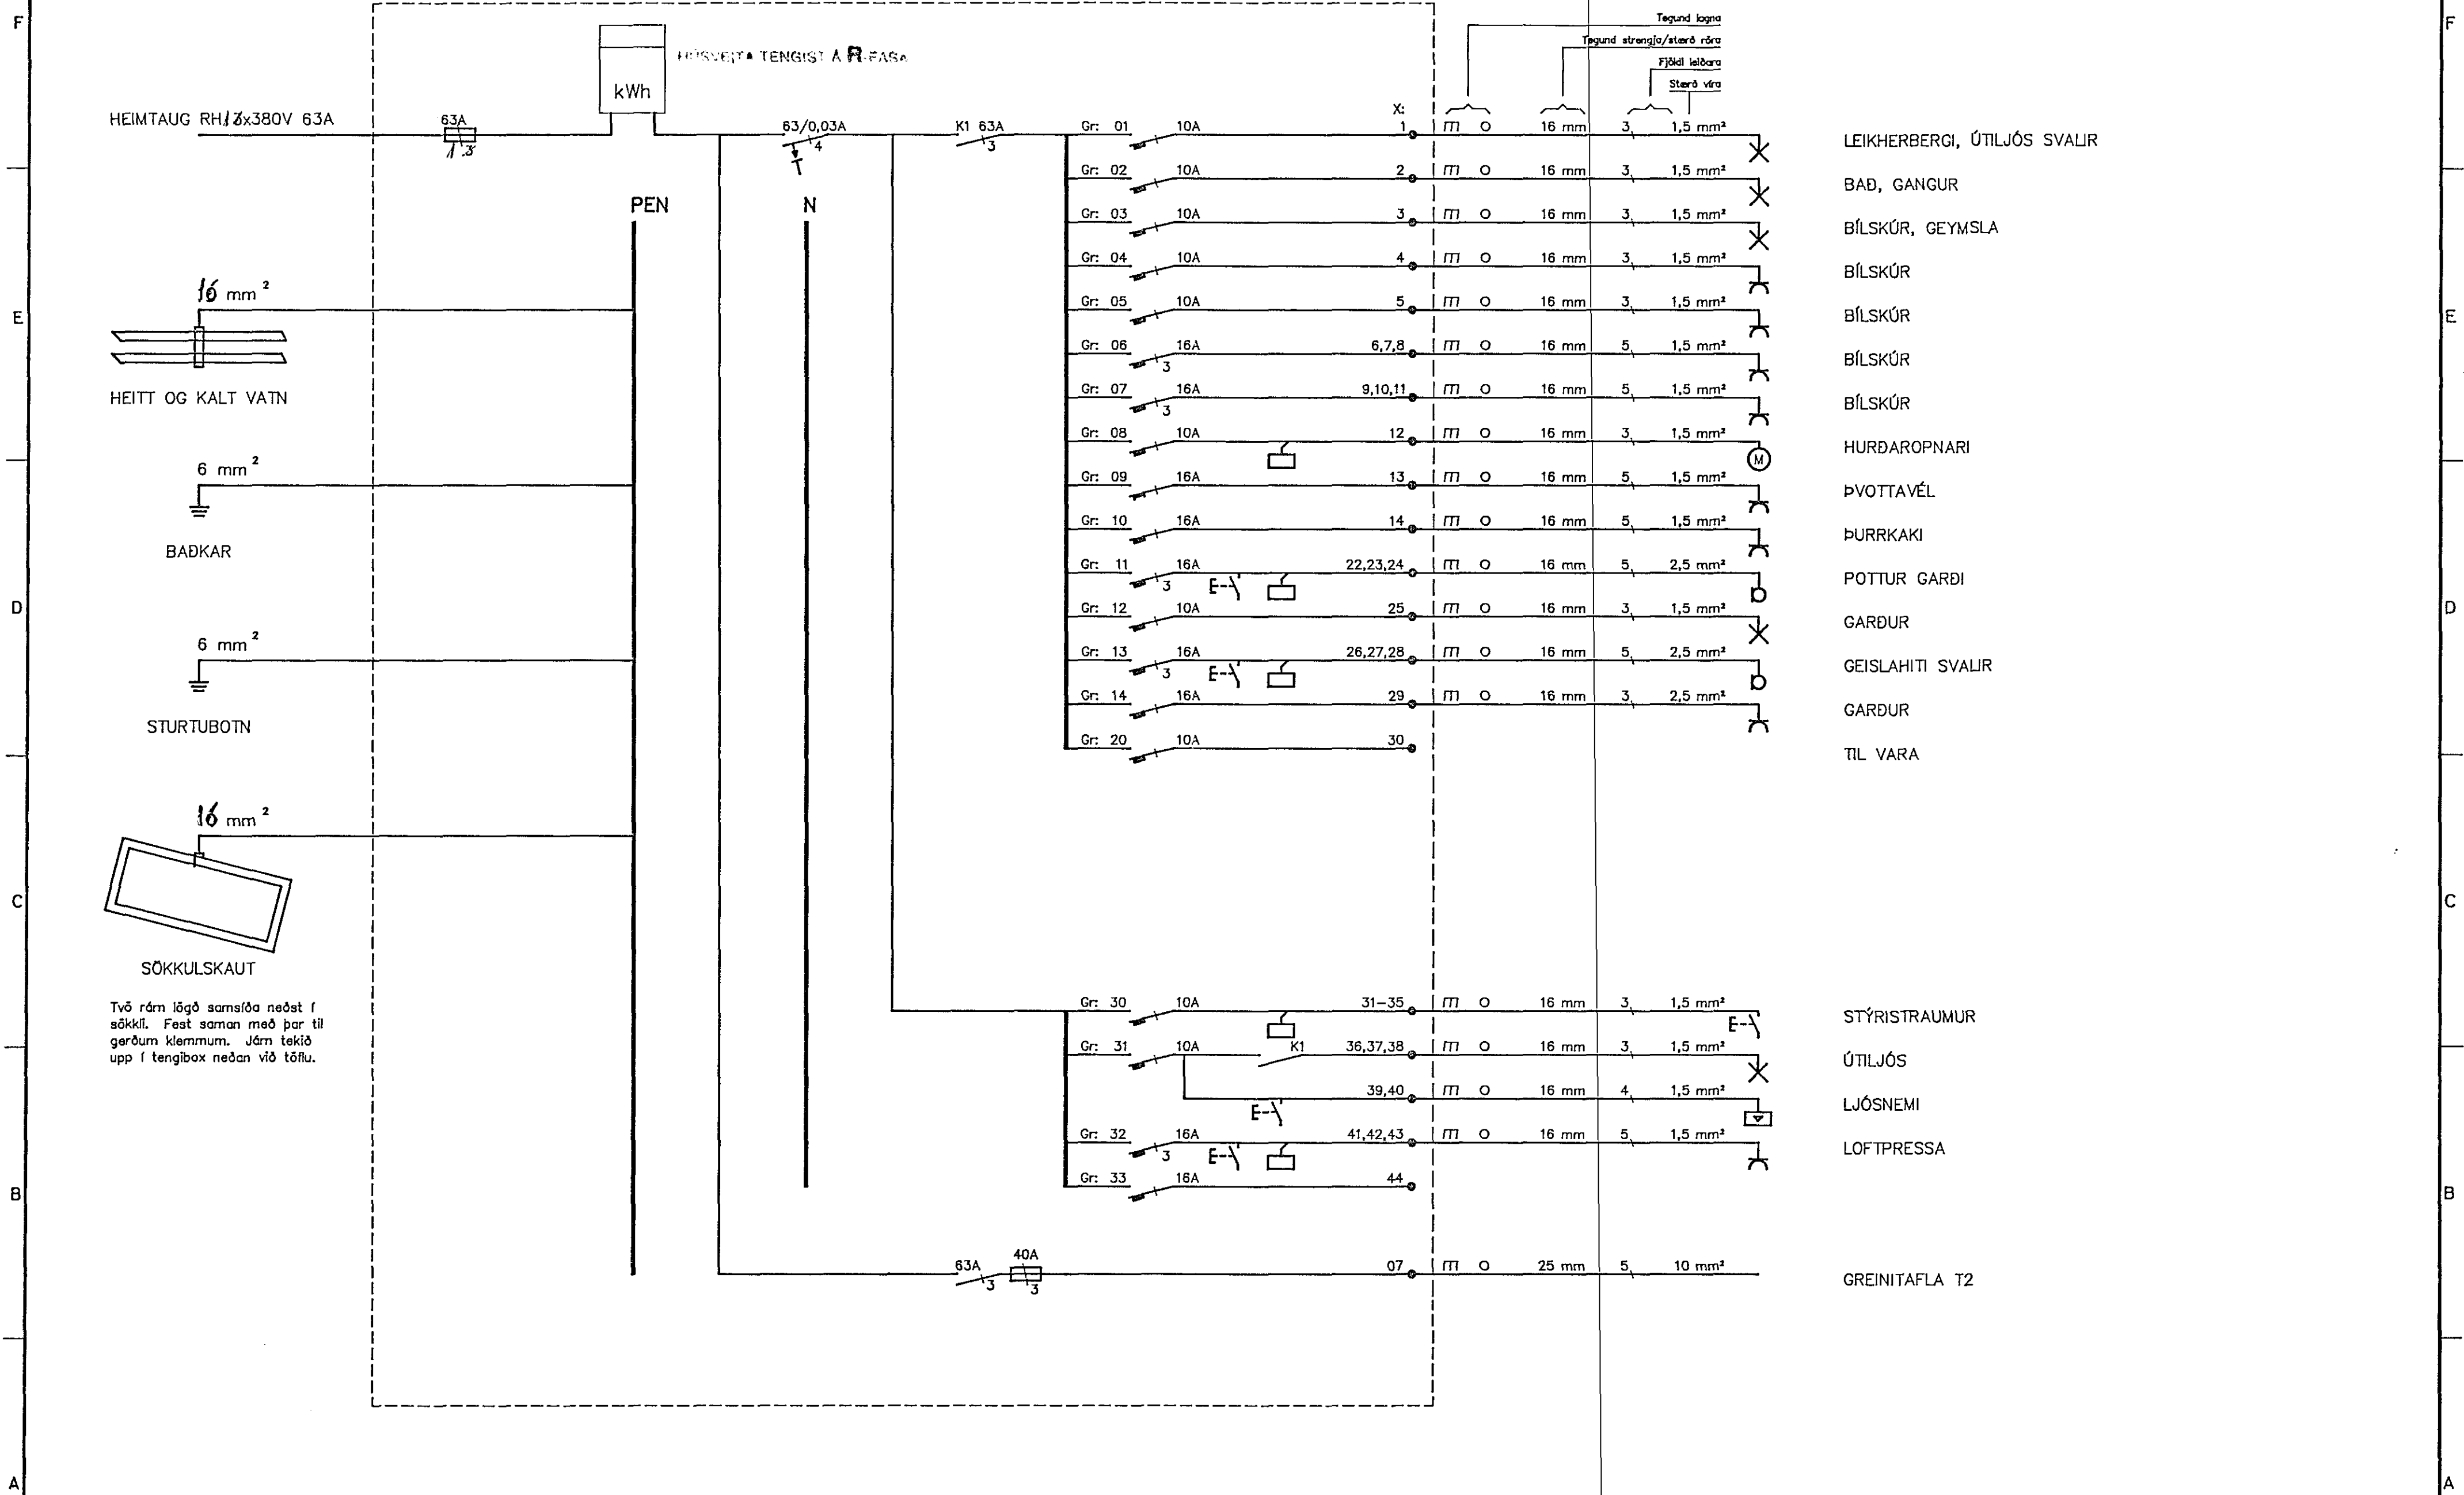 F
F
Tegund lagna
Tegund strengja/stærð röra
Fjöldi leiðara
Stærð víra
HÚSVEITA TENGIST Á R-FASA
kWh
HEIMTAUG RH 3x380V 63A
63A
1 3
63/0,03A
4
K1 63A
3
X:
PEN
N
Gr: 01 10A 1 m O 16 mm 3 1,5 mm² LEIKHERBERGI, ÚTILJÓS SVALIR
Gr: 02 10A 2 m O 16 mm 3 1,5 mm² BAÐ, GANGUR
Gr: 03 10A 3 m O 16 mm 3 1,5 mm² BÍLSKÚR, GEYMSLA
Gr: 04 10A 4 m O 16 mm 3 1,5 mm² BÍLSKÚR
Gr: 05 10A 5 m O 16 mm 3 1,5 mm² BÍLSKÚR
Gr: 06 16A 3 6,7,8 m O 16 mm 5 1,5 mm² BÍLSKÚR
Gr: 07 16A 3 9,10,11 m O 16 mm 5 1,5 mm² BÍLSKÚR
Gr: 08 10A 12 m O 16 mm 3 1,5 mm² M HURÐAROPNARI
Gr: 09 16A 13 m O 16 mm 5 1,5 mm² ÞVOTTAVÉL
Gr: 10 16A 14 m O 16 mm 5 1,5 mm² ÞURRKAKI
Gr: 11 16A 3 22,23,24 m O 16 mm 5 2,5 mm² POTTUR GARÐI
Gr: 12 10A 25 m O 16 mm 3 1,5 mm² GARÐUR
Gr: 13 16A 3 26,27,28 m O 16 mm 5 2,5 mm² GEISLAHITI SVALIR
Gr: 14 16A 29 m O 16 mm 3 2,5 mm² GARÐUR
Gr: 20 10A 30 TIL VARA
E
E
16 mm²
HEITT OG KALT VATN
6 mm²
BAÐKAR
D
D
6 mm²
STURTUBOTN
16 mm²
C
C
SÖKKULSKAUT
Tvö rám lögð samsíða neðst í
sökkli. Fest saman með þar til
gerðum klemmum. Járn tekið
upp í tengibox neðan við töflu.
Gr: 30 10A 31-35 m O 16 mm 3 1,5 mm² STÝRISTRAUMUR
Gr: 31 10A K1 36,37,38 m O 16 mm 3 1,5 mm² ÚTILJÓS
39,40 m O 16 mm 4 1,5 mm² LJÓSNEMI
Gr: 32 16A 3 41,42,43 m O 16 mm 5 1,5 mm² LOFTPRESSA
Gr: 33 16A 44
B
B
63A 3 40A 3 07 m O 25 mm 5 10 mm² GREINITAFLA T2
A
A